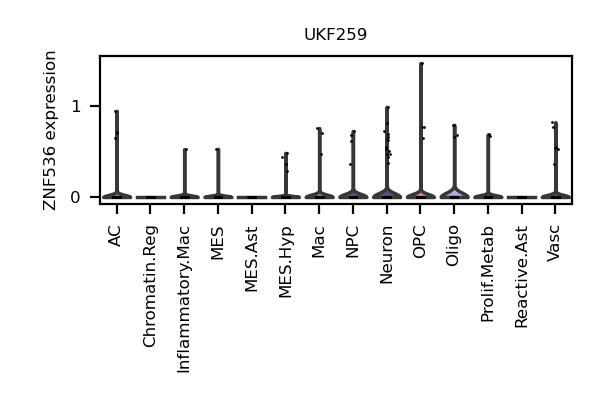 UKF259
ZNF536 expression
1
0
AC
Chromatin.Reg
Inflammatory.Mac
MES
MES.Ast
MES.Hyp
Mac
NPC
Neuron
OPC
Oligo
Prolif.Metab
Reactive.Ast
Vasc